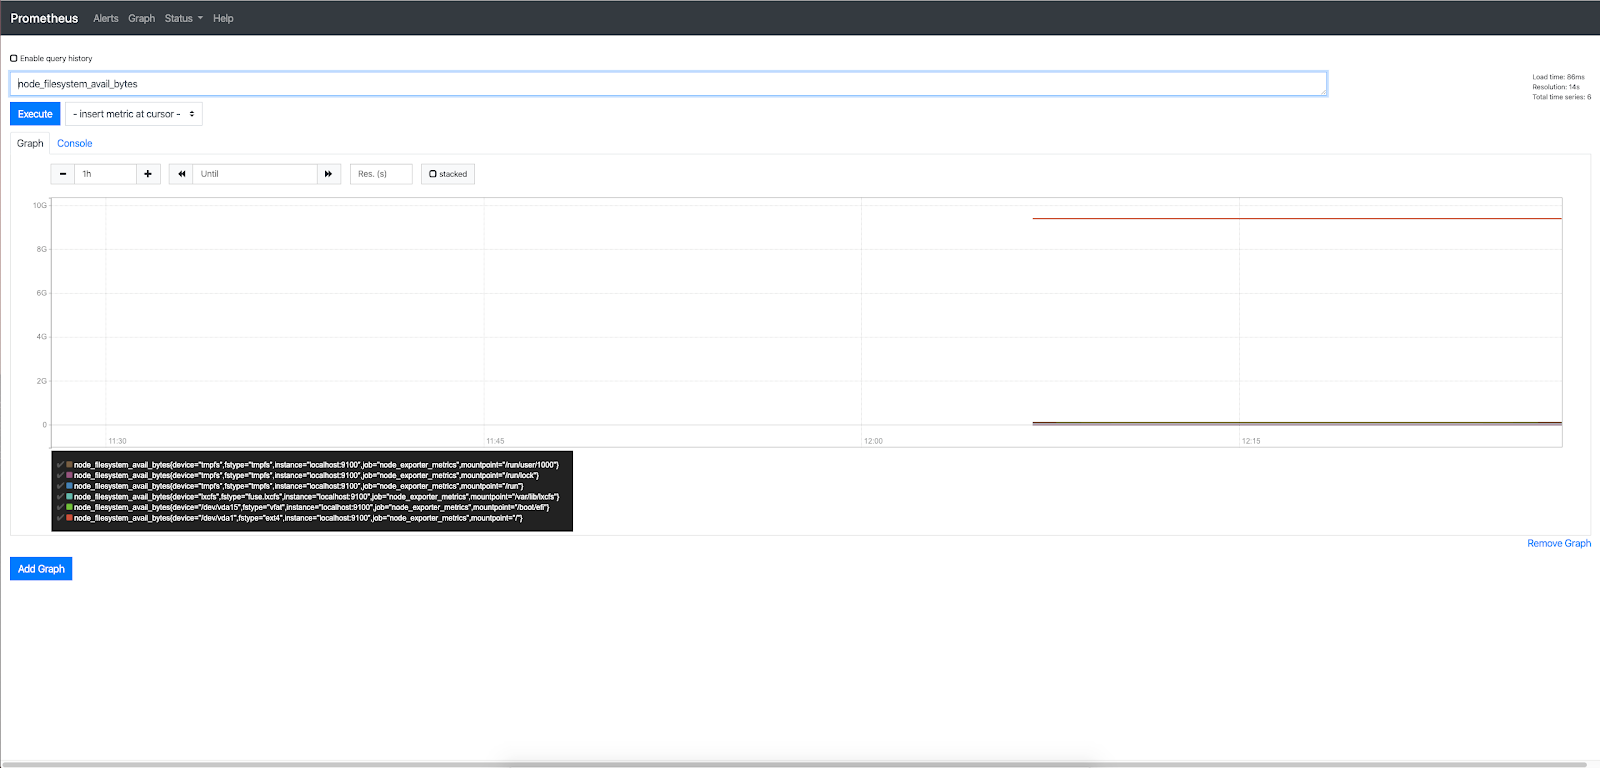 Prometheus Alerts Graph Status Help
Enable query history
node_filesystem_avail_bytes
Load time: 86ms
Resolution: 14s
Total time series: 6
Execute - insert metric at cursor -
Graph Console
1h Until Res. (s) stacked
10G
8G
6G
4G
2G
0
11:30 11:45 12:00 12:15
node_filesystem_avail_bytes{device="tmpfs",fstype="tmpfs",instance="localhost:9100",job="node_exporter_metrics",mountpoint="/run/user/1000"}
node_filesystem_avail_bytes{device="tmpfs",fstype="tmpfs",instance="localhost:9100",job="node_exporter_metrics",mountpoint="/run/lock"}
node_filesystem_avail_bytes{device="tmpfs",fstype="tmpfs",instance="localhost:9100",job="node_exporter_metrics",mountpoint="/run"}
node_filesystem_avail_bytes{device="lxcfs",fstype="fuse.lxcfs",instance="localhost:9100",job="node_exporter_metrics",mountpoint="/var/lib/lxcfs"}
node_filesystem_avail_bytes{device="/dev/vda15",fstype="vfat",instance="localhost:9100",job="node_exporter_metrics",mountpoint="/boot/efi"}
node_filesystem_avail_bytes{device="/dev/vda1",fstype="ext4",instance="localhost:9100",job="node_exporter_metrics",mountpoint="/"}
Remove Graph
Add Graph